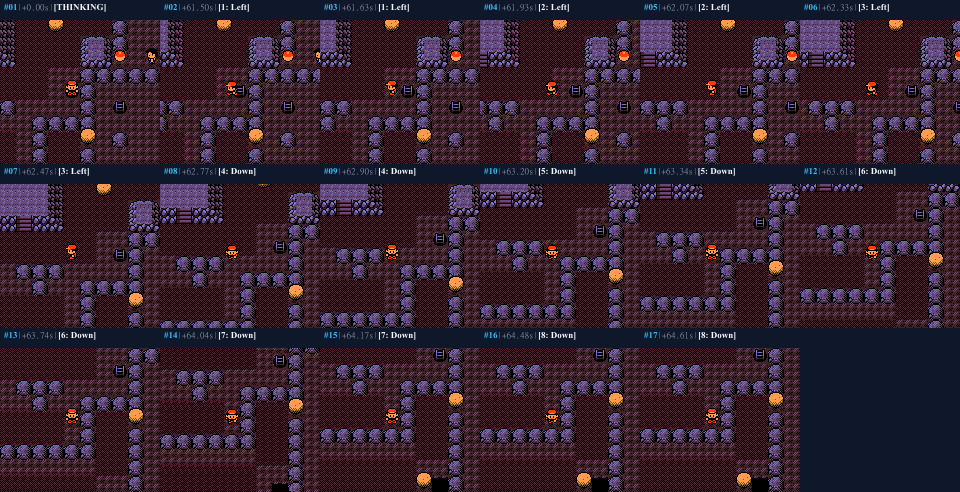 #01|+0.00s|[THINKING]
#02|+61.50s|[1: Left]
#03|+61.63s|[1: Left]
#04|+61.93s|[2: Left]
#05|+62.07s|[2: Left]
#06|+62.33s|[3: Left]
#07|+62.47s|[3: Left]
#08|+62.77s|[4: Down]
#09|+62.90s|[4: Down]
#10|+63.20s|[5: Down]
#11|+63.34s|[5: Down]
#12|+63.61s|[6: Down]
#13|+63.74s|[6: Down]
#14|+64.04s|[7: Down]
#15|+64.17s|[7: Down]
#16|+64.48s|[8: Down]
#17|+64.61s|[8: Down]